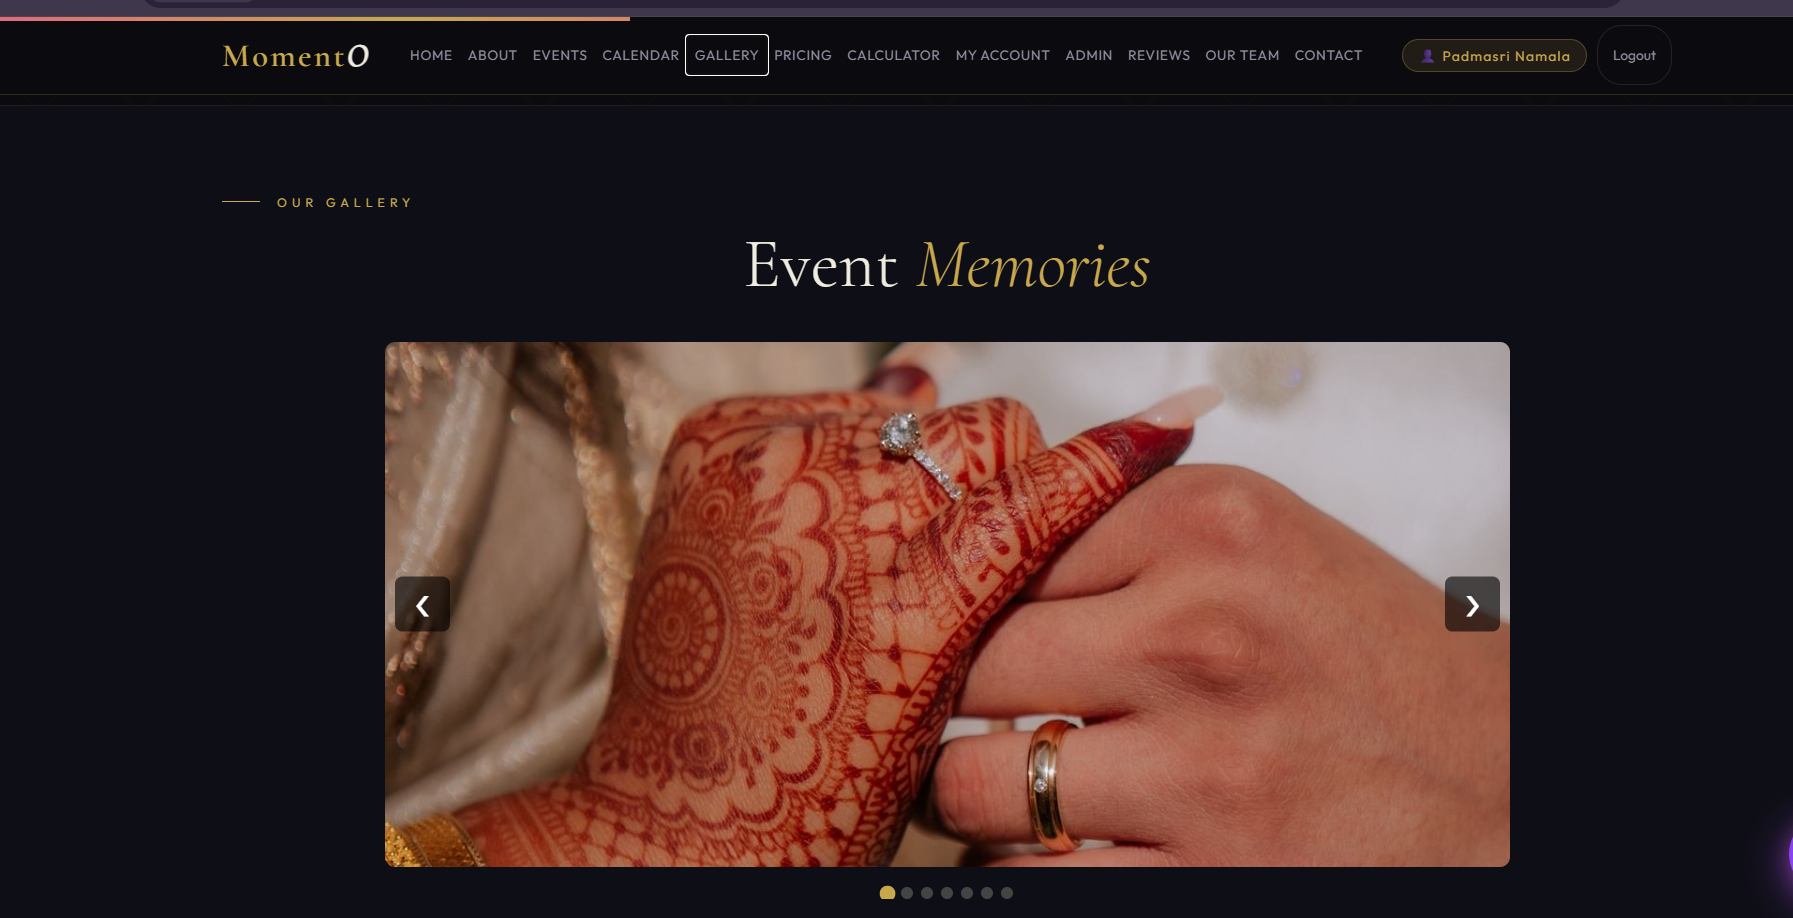 MomentO HOME ABOUT EVENTS CALENDAR GALLERY PRICING CALCULATOR MY ACCOUNT ADMIN REVIEWS OUR TEAM CONTACT Padmasri Namala Logout
OUR GALLERY
Event Memories